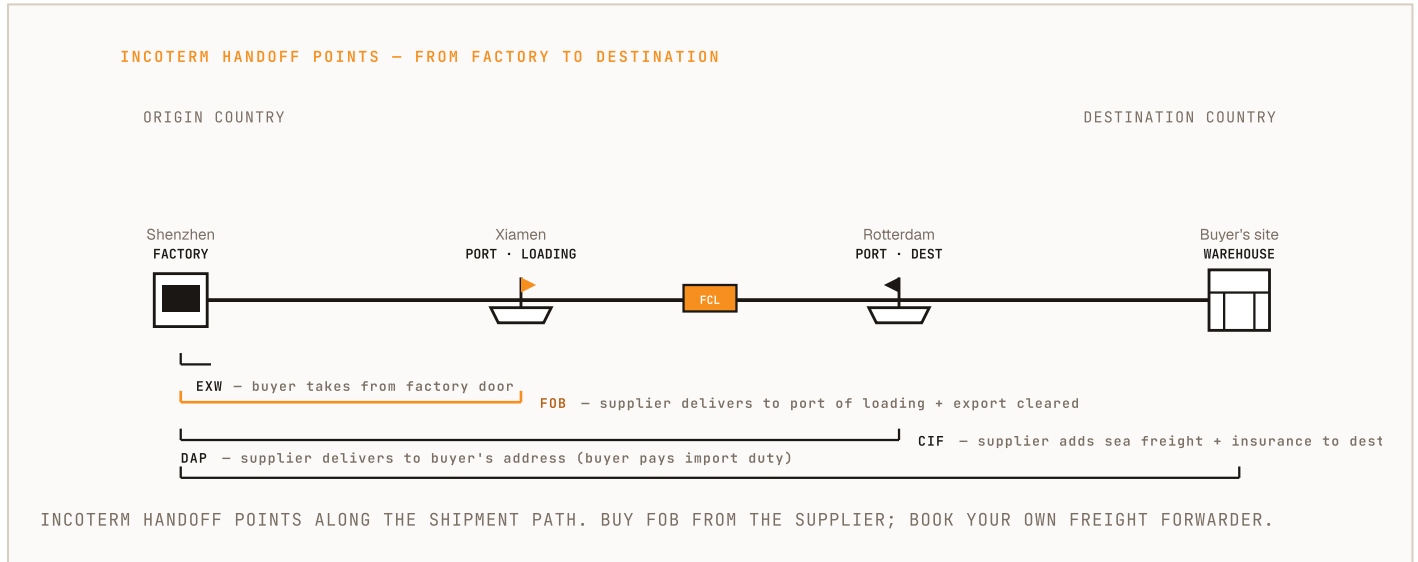 INCOTERM HANDOFF POINTS — FROM FACTORY TO DESTINATION
ORIGIN COUNTRY
DESTINATION COUNTRY
Shenzhen
FACTORY
Xiamen
PORT · LOADING
FCL
Rotterdam
PORT · DEST
Buyer's site
WAREHOUSE
EXW — buyer takes from factory door
FOB — supplier delivers to port of loading + export cleared
CIF — supplier adds sea freight + insurance to dest
DAP — supplier delivers to buyer's address (buyer pays import duty)
INCOTERM HANDOFF POINTS ALONG THE SHIPMENT PATH. BUY FOB FROM THE SUPPLIER; BOOK YOUR OWN FREIGHT FORWARDER.